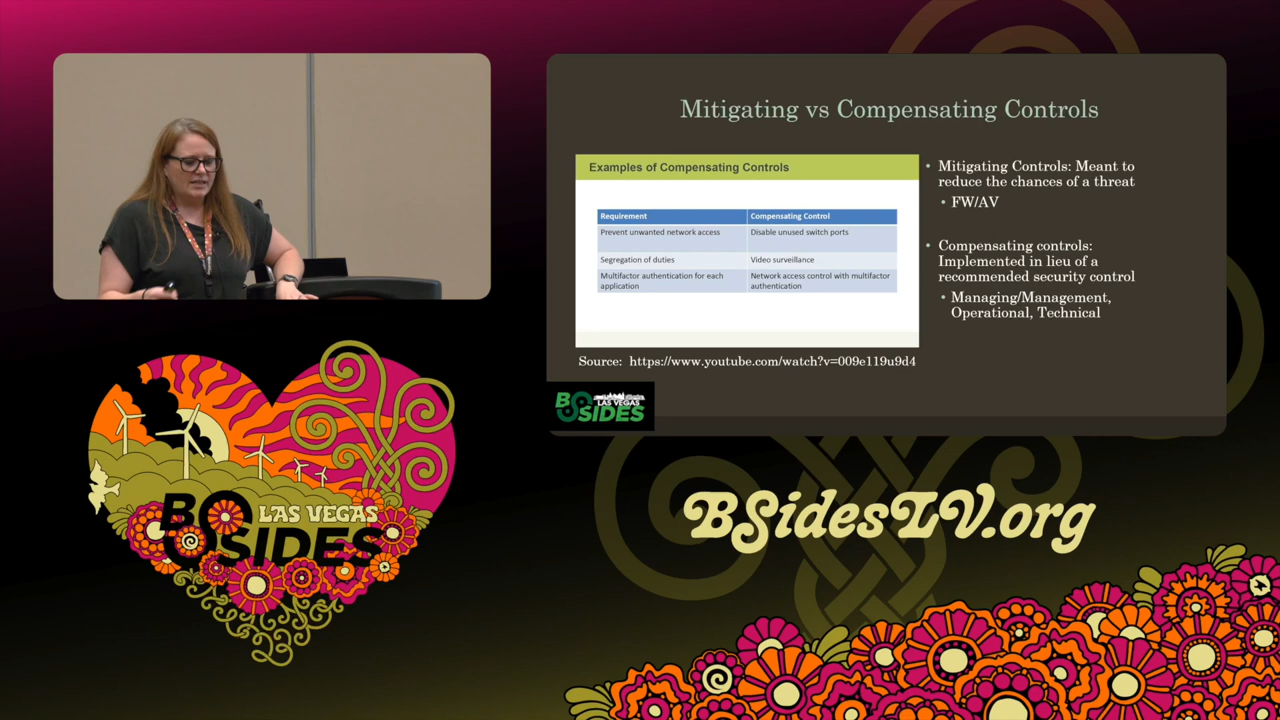 Mitigating vs Compensating Controls
Examples of Compensating Controls
Requirement
Compensating Control
Prevent unwanted network access
Disable unused switch ports
Segregation of duties
Video surveillance
Multifactor authentication for each
application
Network access control with multifactor
authentication
Source: https://www.youtube.com/watch?v=009e119u9d4
• Mitigating Controls: Meant to
reduce the chances of a threat
• FW/AV
• Compensating controls:
Implemented in lieu of a
recommended security control
• Managing/Management,
Operational, Technical
BSIDES
LAS VEGAS
BSIDES
LAS VEGAS
BSidesLV.org